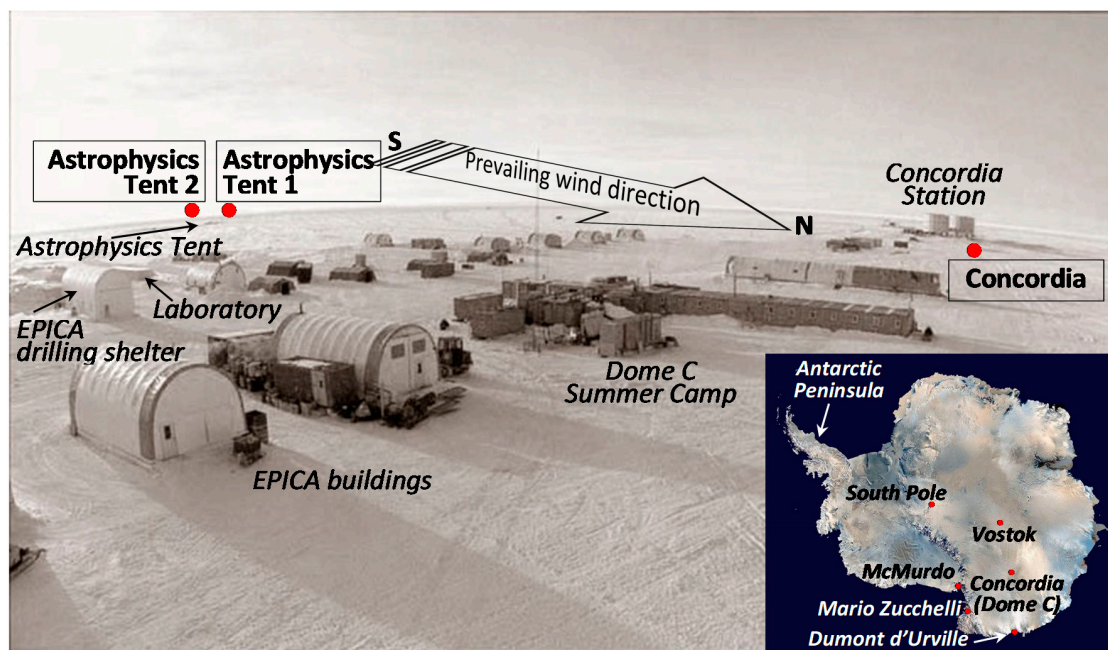 Astrophysics
Tent 2
Astrophysics
Tent 1
S
Prevailing wind direction
N
Concordia
Station
Astrophysics Tent
Concordia
Laboratory
EPICA
drilling shelter
Dome C
Summer Camp
EPICA buildings
Antarctic
Peninsula
South Pole
Vostok
McMurdo
Concordia
(Dome C)
Mario Zucchelli
Dumont d’Urville